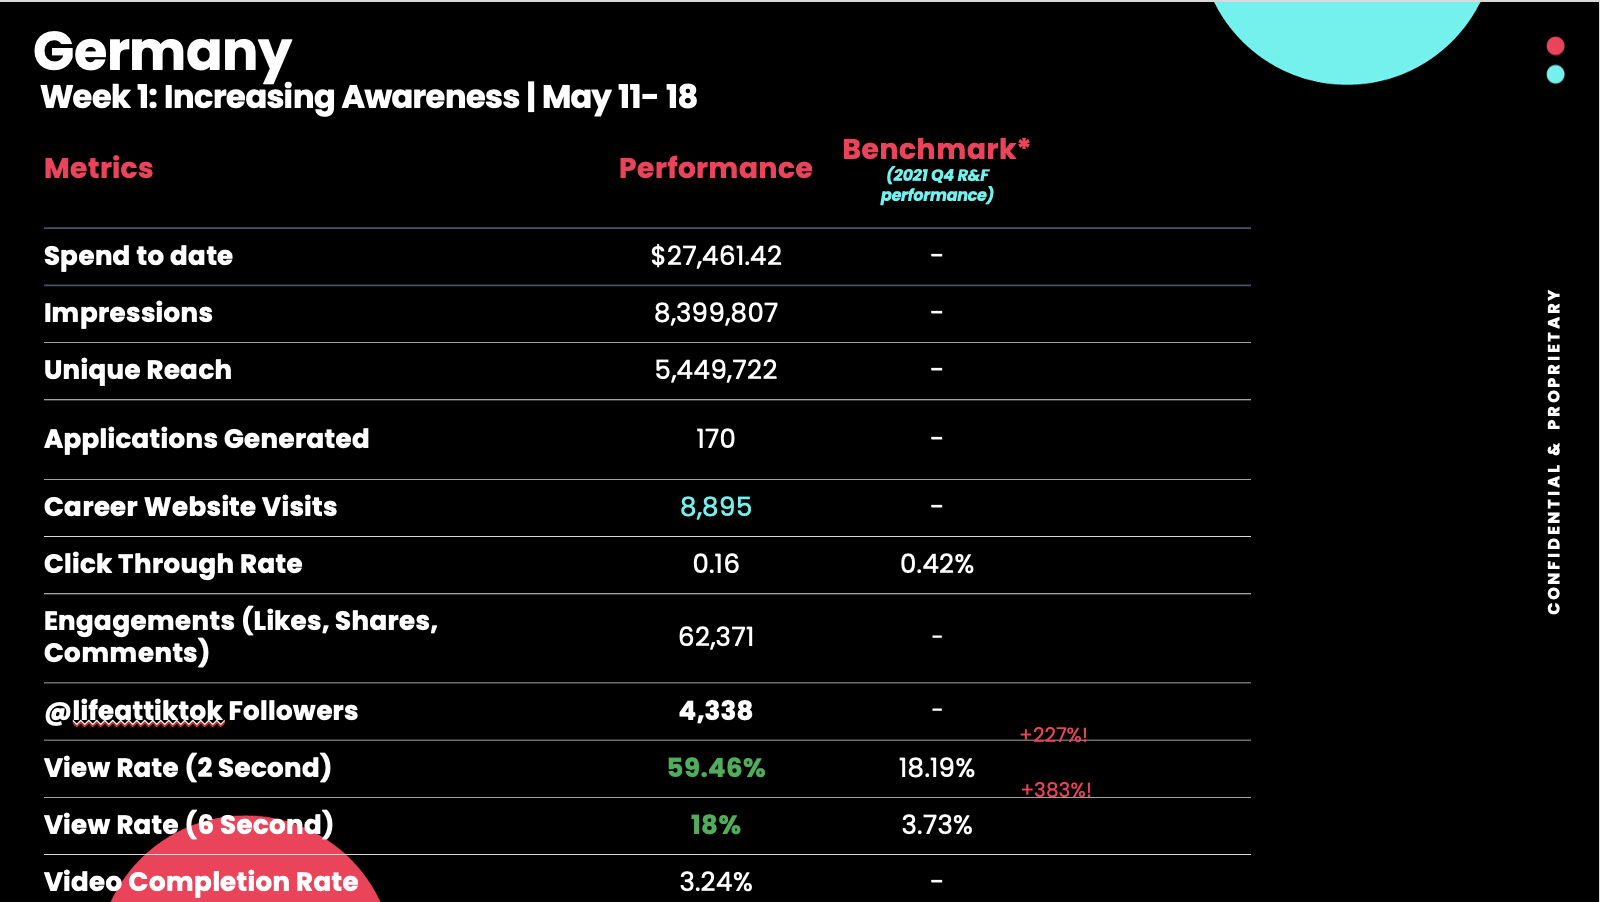 Germany
Week 1: Increasing Awareness | May 11- 18
Metrics Performance Benchmark*
(2021 Q4 R&F
performance)
Spend to date $27,461.42 -
Impressions 8,399,807 -
Unique Reach 5,449,722 -
Applications Generated 170 -
Career Website Visits 8,895 -
Click Through Rate 0.16 0.42%
Engagements (Likes, Shares,
Comments) 62,371 -
@lifeattiktok Followers 4,338 -
+227%!
View Rate (2 Second) 59.46% 18.19%
+383%!
View Rate (6 Second) 18% 3.73%
Video Completion Rate 3.24% -
CONFIDENTIAL & PROPRIETARY